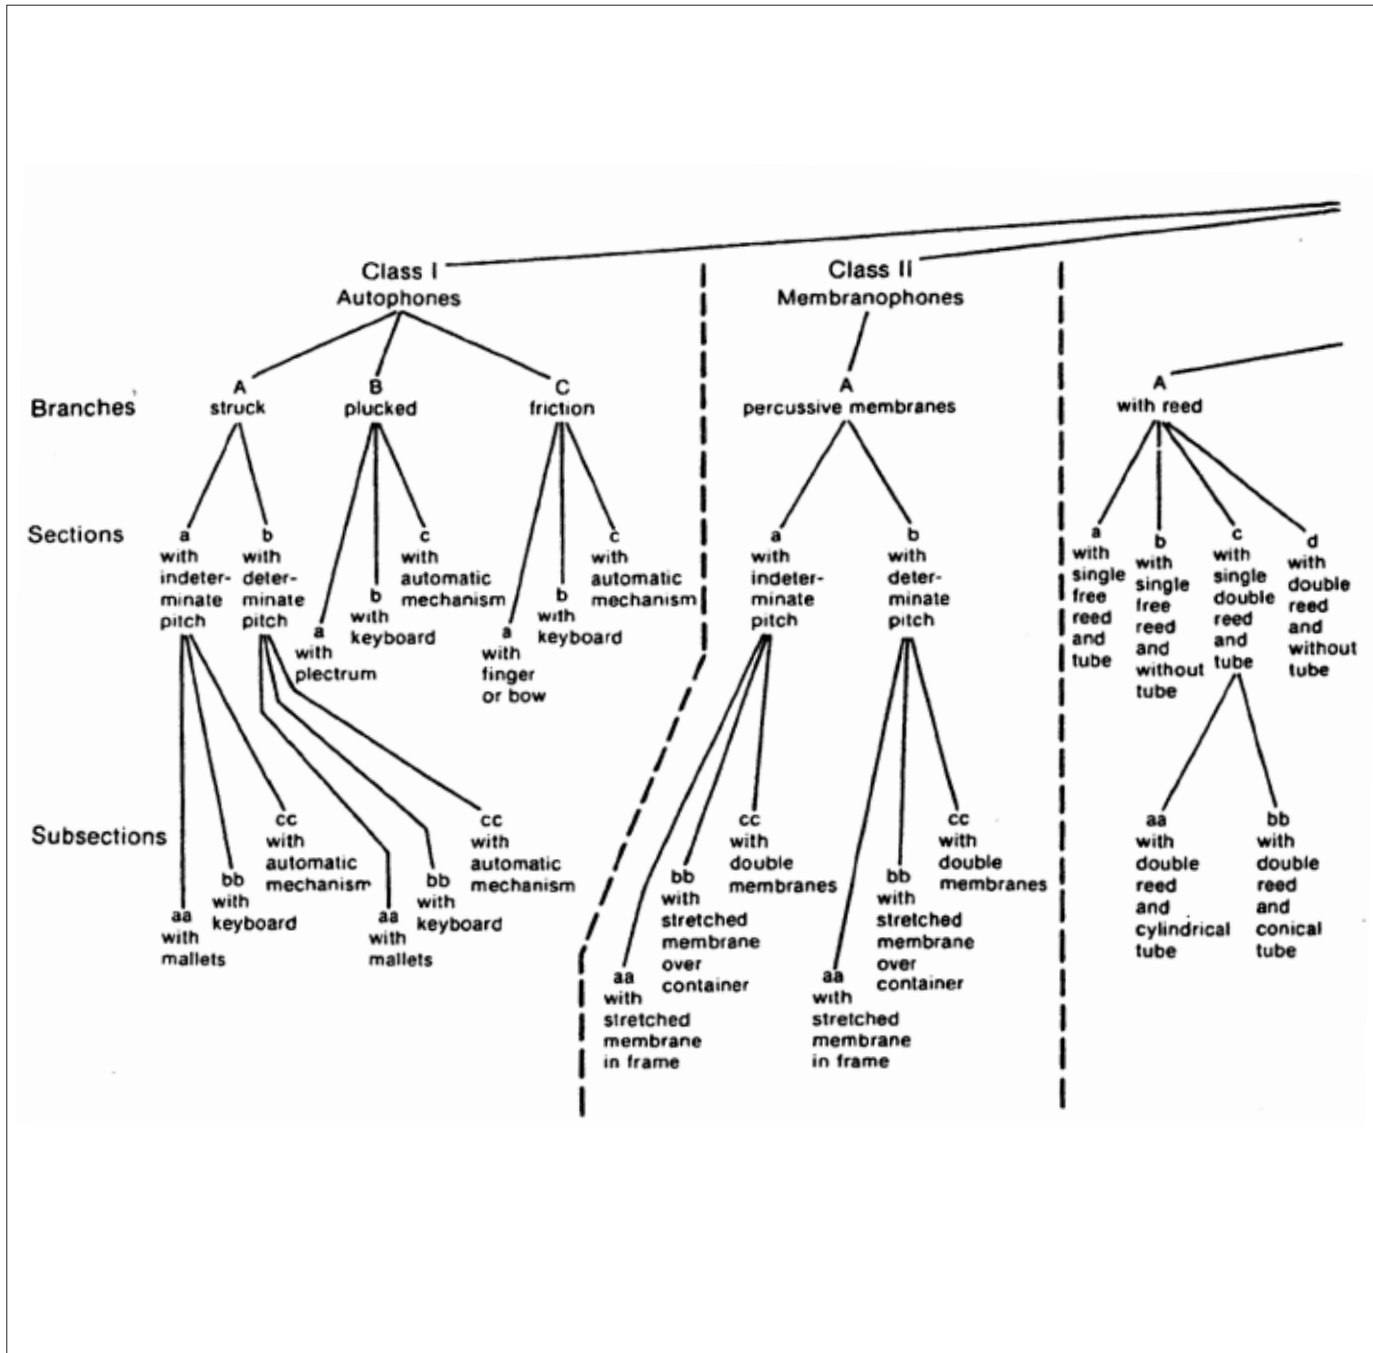 Class I
Autophones
Class II
Membranophones
Branches
A
struck
B
plucked
C
friction
A
percussive membranes
A
with reed
Sections
a
with
indeter-
minate
pitch
b
with
deter-
minate
pitch
a
with
plectrum
b
with
keyboard
c
with
automatic
mechanism
a
with
finger
or bow
b
with
keyboard
c
with
automatic
mechanism
a
with
indeter-
minate
pitch
b
with
deter-
minate
pitch
a
with
single
free
reed
and
tube
b
with
single
free
reed
and
without
tube
c
with
single
double
reed
and
tube
d
with
double
reed
and
without
tube
Subsections
aa
with
mallets
bb
with
keyboard
cc
with
automatic
mechanism
aa
with
mallets
bb
with
keyboard
cc
with
automatic
mechanism
aa
with
stretched
membrane
in frame
bb
with
stretched
membrane
over
container
cc
with
double
membranes
aa
with
stretched
membrane
in frame
bb
with
stretched
membrane
over
container
cc
with
double
membranes
aa
with
double
reed
and
cylindrical
tube
bb
with
double
reed
and
conical
tube